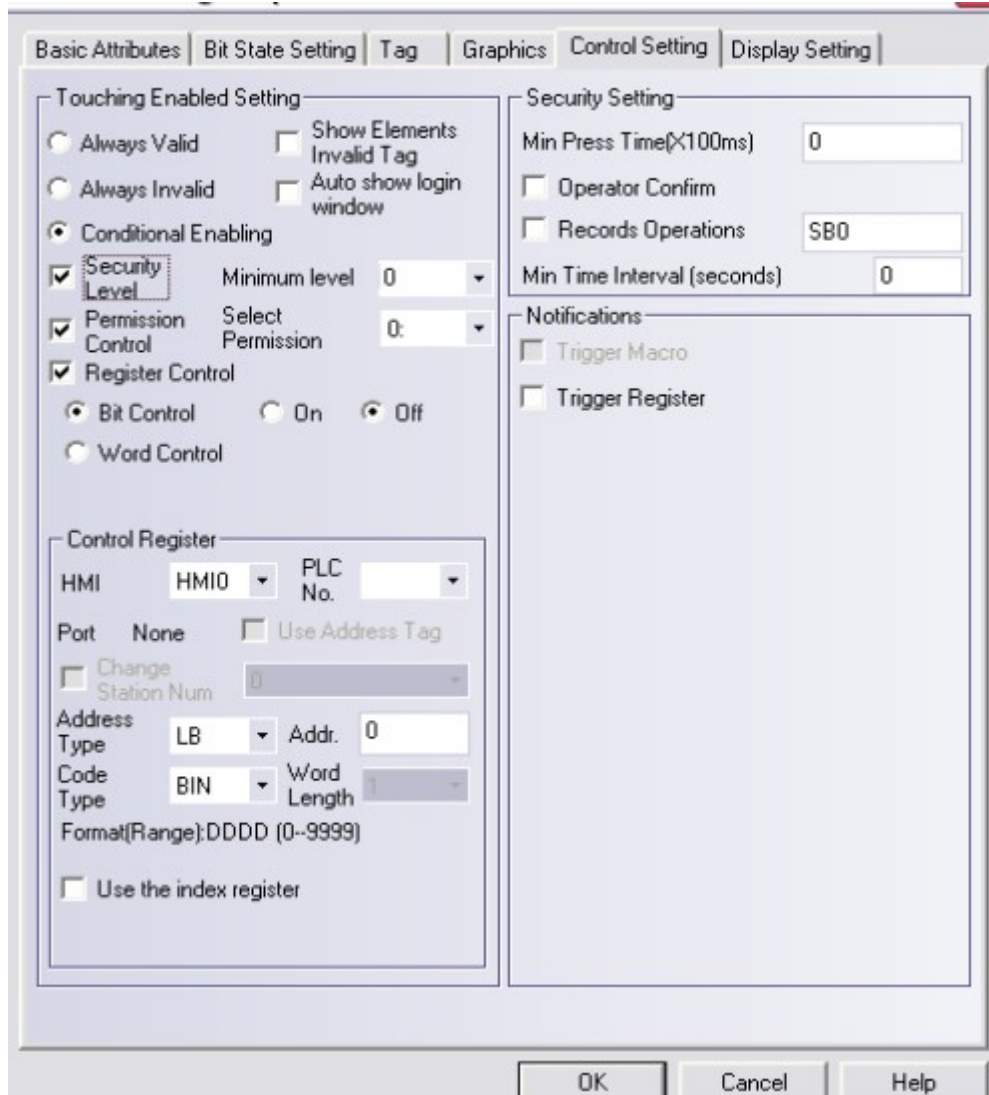 Basic Attributes Bit State Setting Tag Graphics Control Setting Display Setting
Touching Enabled Setting
Always Valid
Show Elements
Invalid Tag
Always Invalid
Auto show login
window
Conditional Enabling
Security
Level
Minimum level 0
Permission
Control
Select
Permission
0:
Register Control
Bit Control On Off
Word Control
Control Register
HMI HMI0
PLC
No.
Port None Use Address Tag
Change
Station Num
0
Address
Type
LB Addr. 0
Code
Type
BIN
Word
Length
1
Format(Range):DDDD (0--9999)
Use the index register
Security Setting
Min Press Time(X100ms) 0
Operator Confirm
Records Operations SB0
Min Time Interval (seconds) 0
Notifications
Trigger Macro
Trigger Register
OK Cancel Help